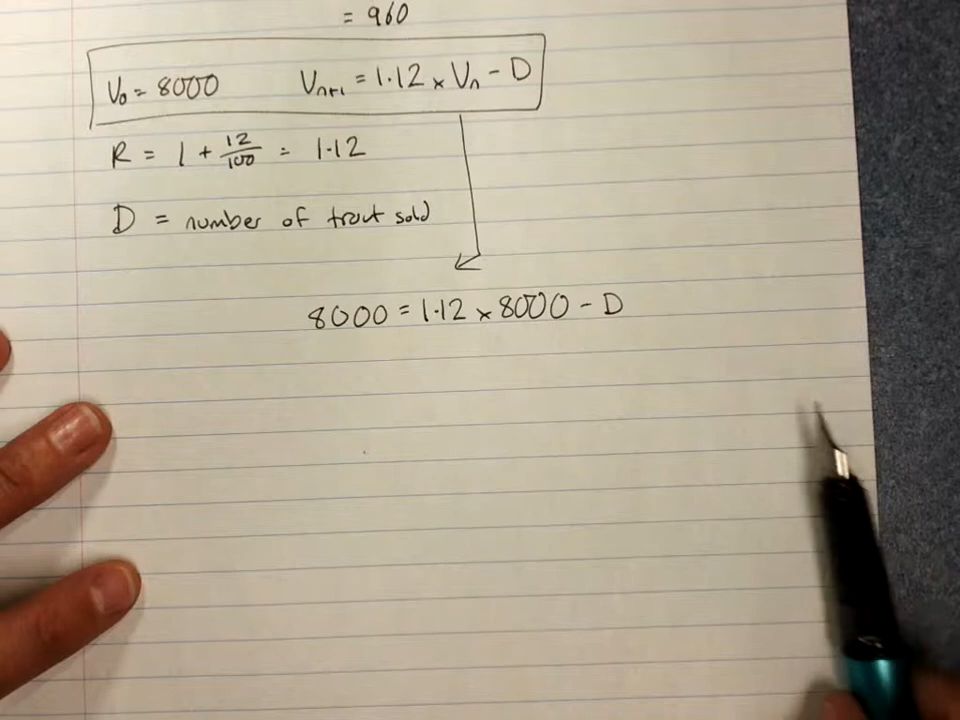 = 960
V₀ = 8000 Vₙ₊₁ = 1·12 × Vₙ − D
R = 1 + 12/100 = 1·12
D = number of trout sold
8000 = 1·12 × 8000 − D